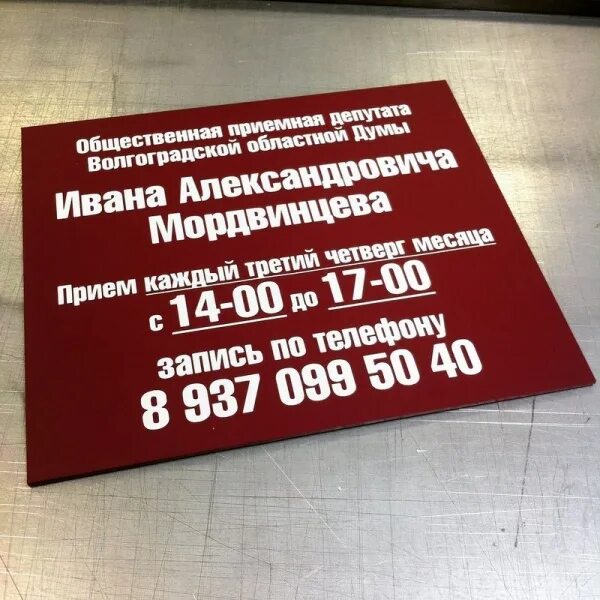 Общественная приемная депутата
Волгоградской областной Думы
Ивана Александровича
Мордвинцева
Прием каждый третий четверг месяца
с 14-00 до 17-00
запись по телефону
8 937 099 50 40